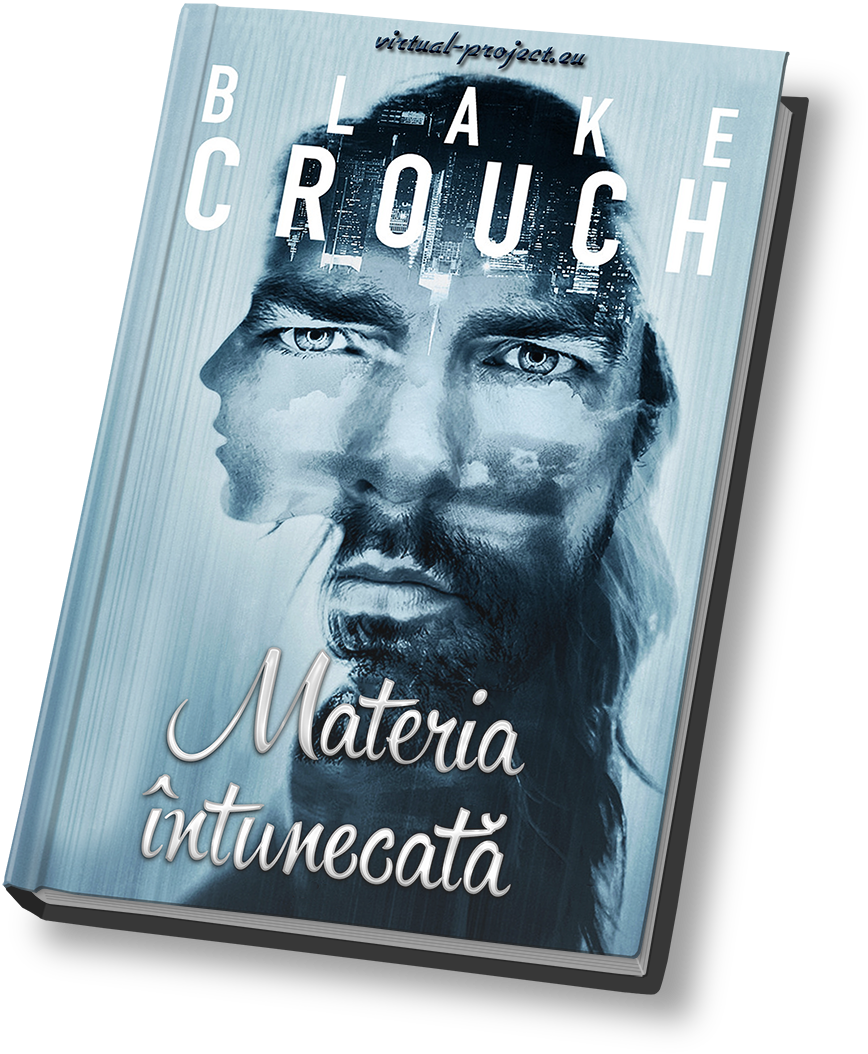 virtual-project.eu
BLAKE
CROUCH
Materia
întunecată